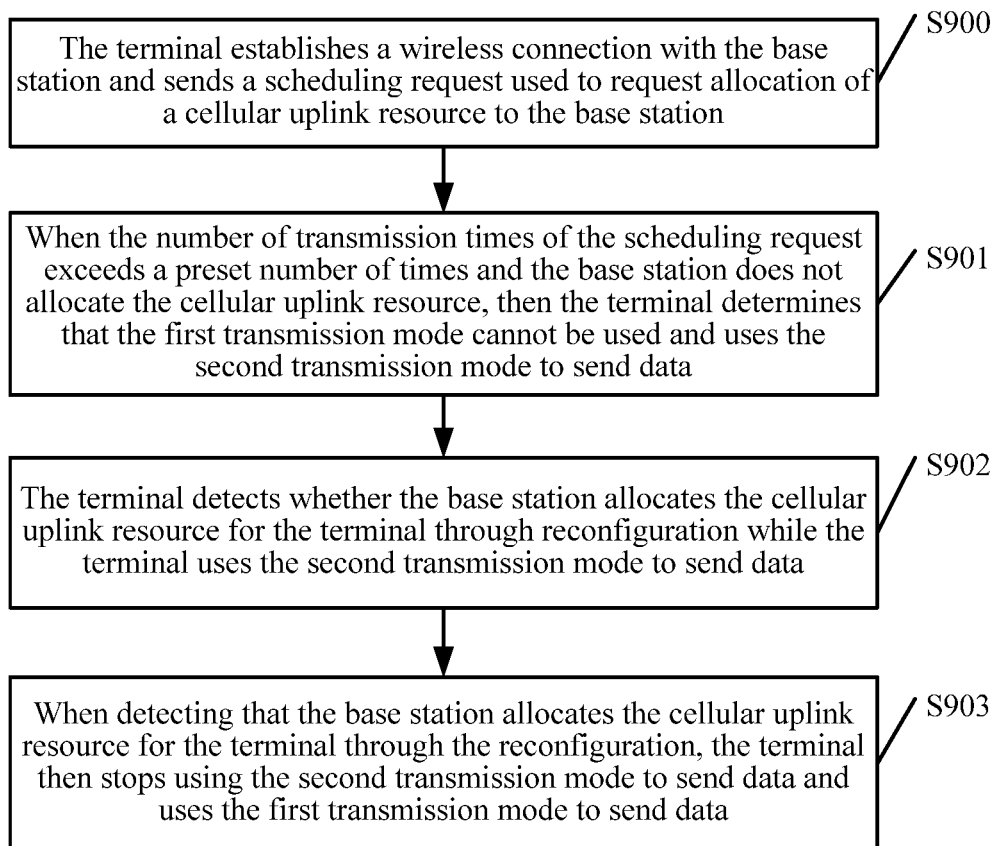 S900
The terminal establishes a wireless connection with the base
station and sends a scheduling request used to request allocation of
a cellular uplink resource to the base station
S901
When the number of transmission times of the scheduling request
exceeds a preset number of times and the base station does not
allocate the cellular uplink resource, then the terminal determines
that the first transmission mode cannot be used and uses the
second transmission mode to send data
S902
The terminal detects whether the base station allocates the cellular
uplink resource for the terminal through reconfiguration while the
terminal uses the second transmission mode to send data
S903
When detecting that the base station allocates the cellular uplink
resource for the terminal through the reconfiguration, the terminal
then stops using the second transmission mode to send data and
uses the first transmission mode to send data